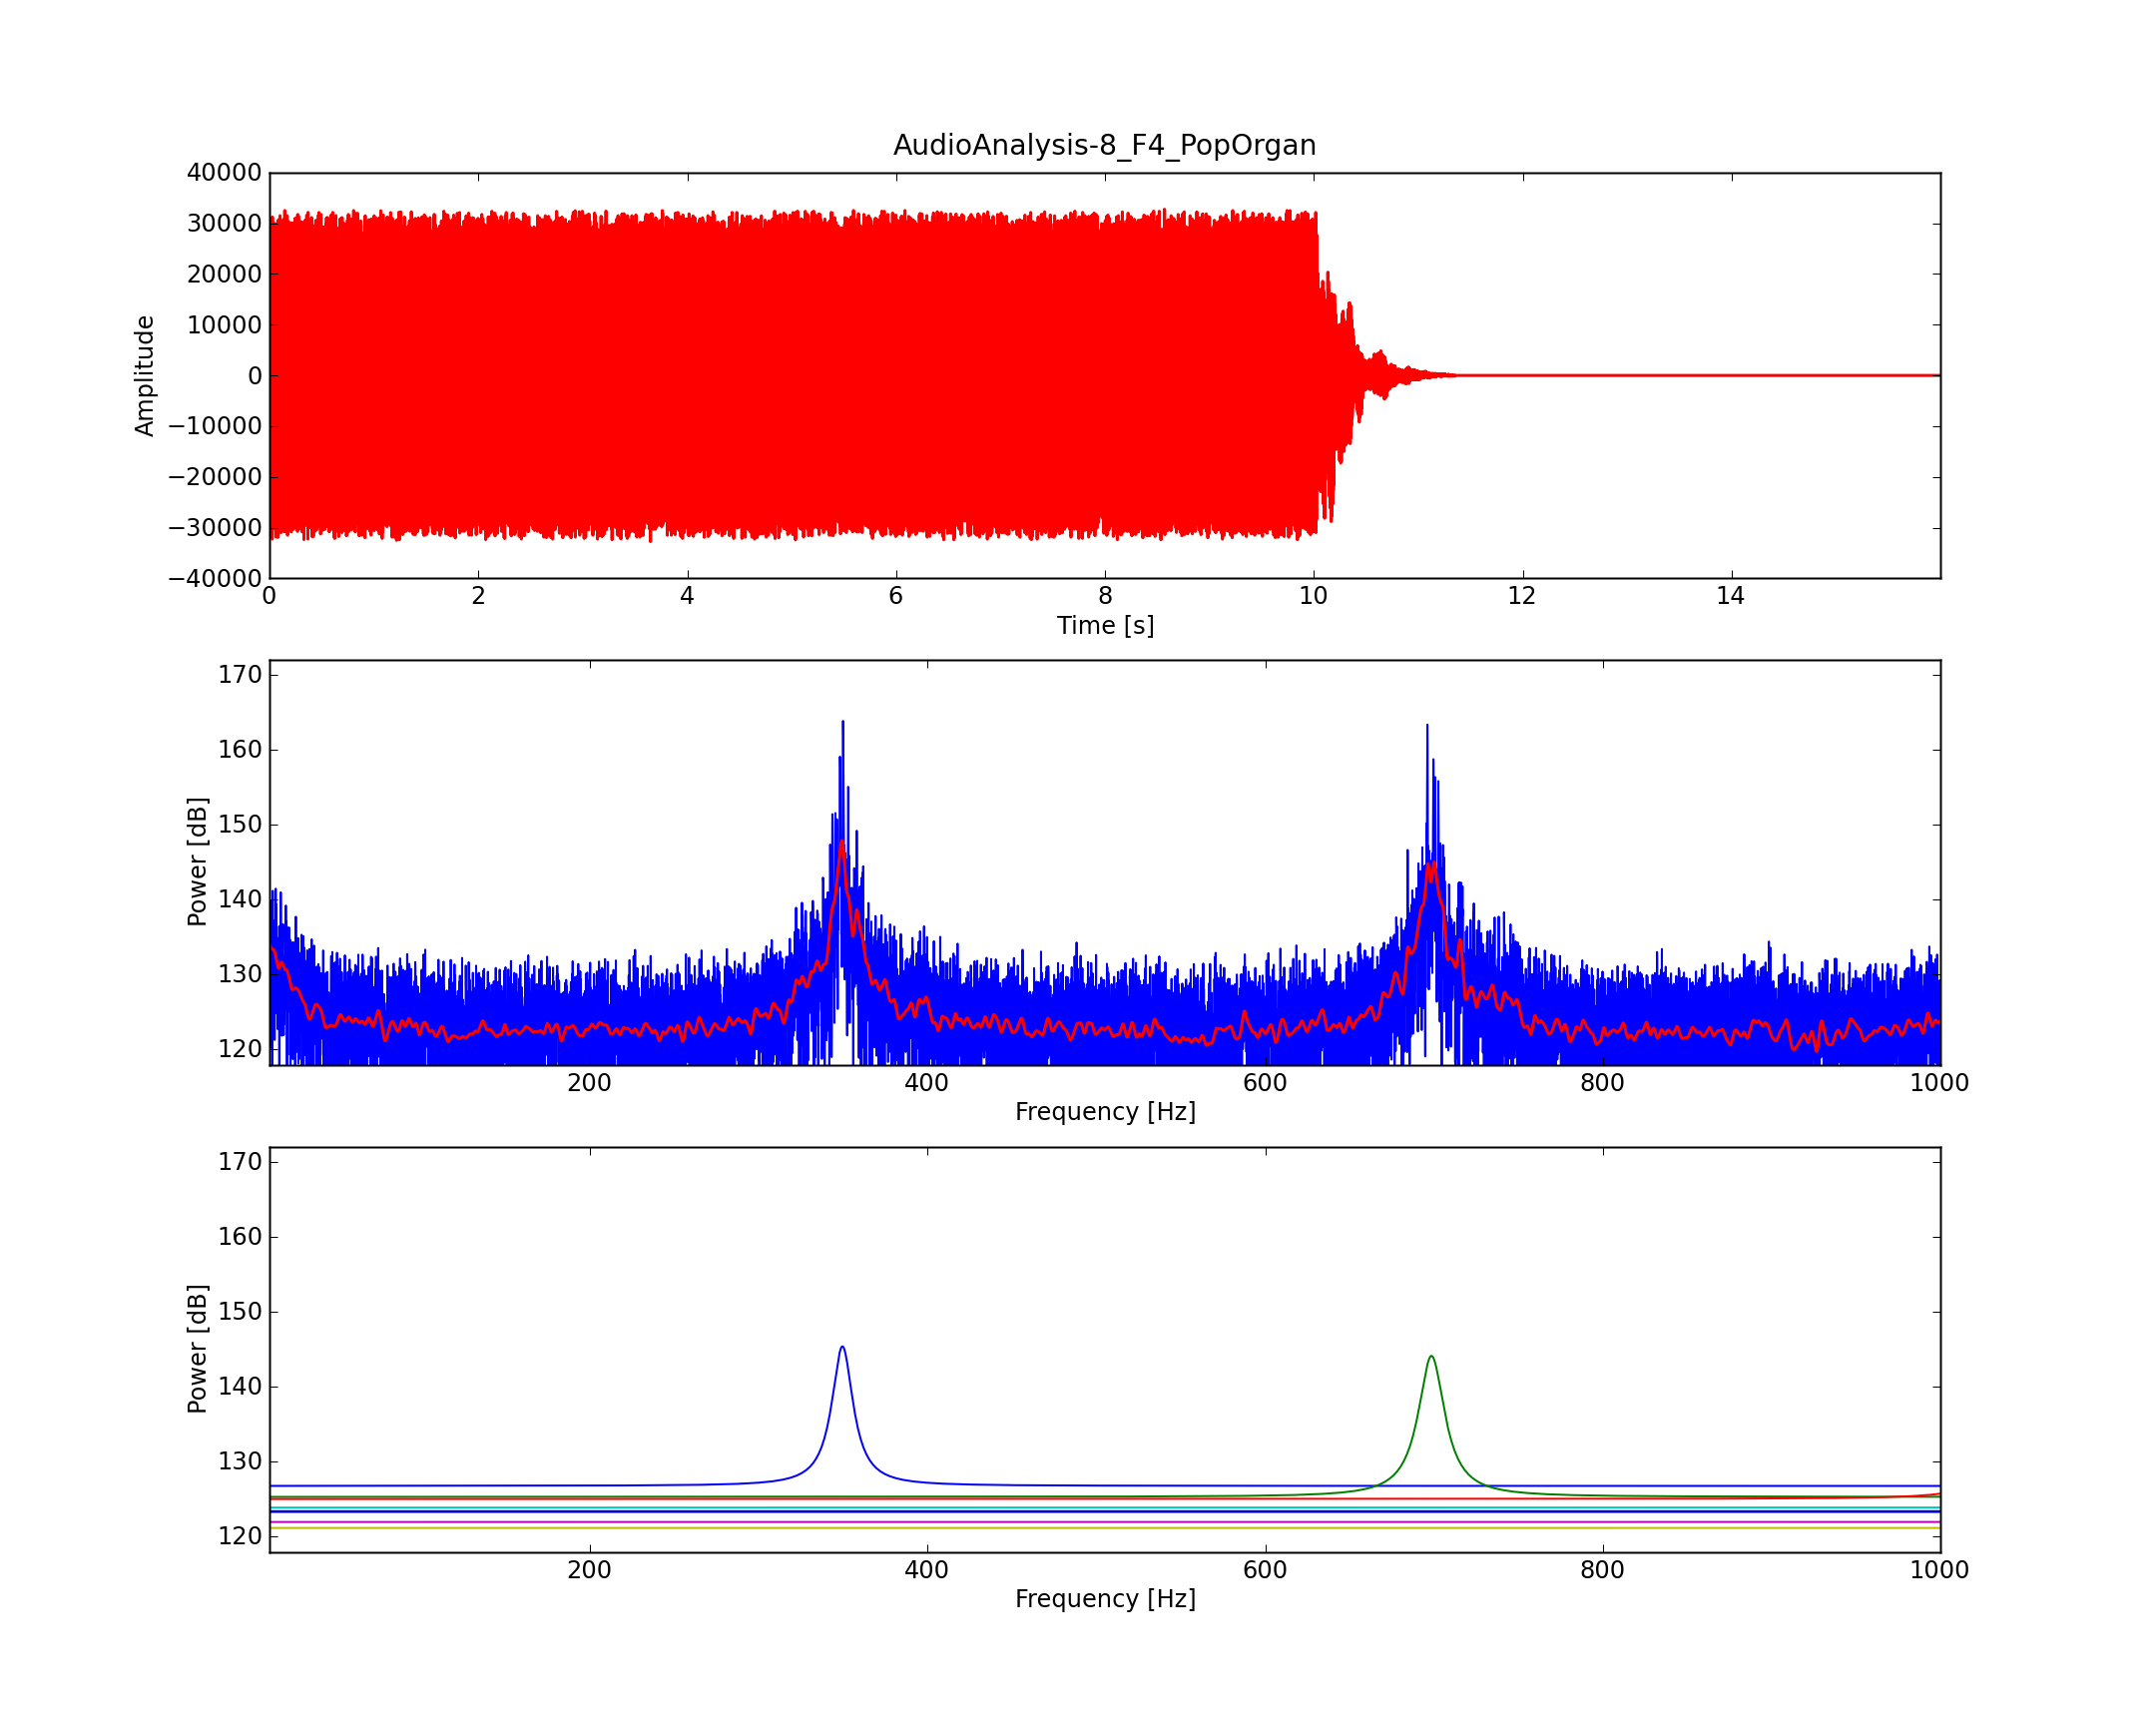 AudioAnalysis-8_F4_PopOrgan
40000
30000
20000
10000
0
−10000
−20000
−30000
−40000
Amplitude
0 2 4 6 8 10 12 14
Time [s]
170
160
150
140
130
120
Power [dB]
200 400 600 800 1000
Frequency [Hz]
170
160
150
140
130
120
Power [dB]
200 400 600 800 1000
Frequency [Hz]